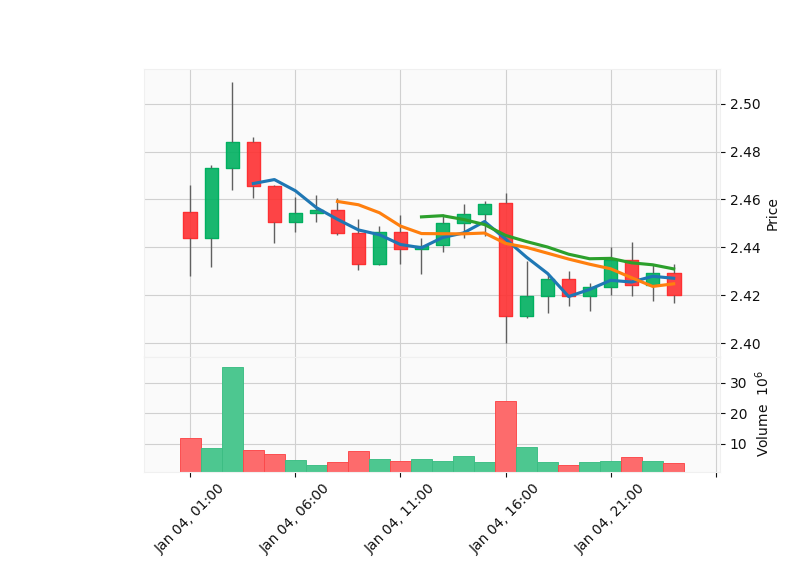 2.50
2.48
2.46
2.44
2.42
2.40
Price
30
20
10
Volume 10^6
Jan 04, 01:00
Jan 04, 06:00
Jan 04, 11:00
Jan 04, 16:00
Jan 04, 21:00